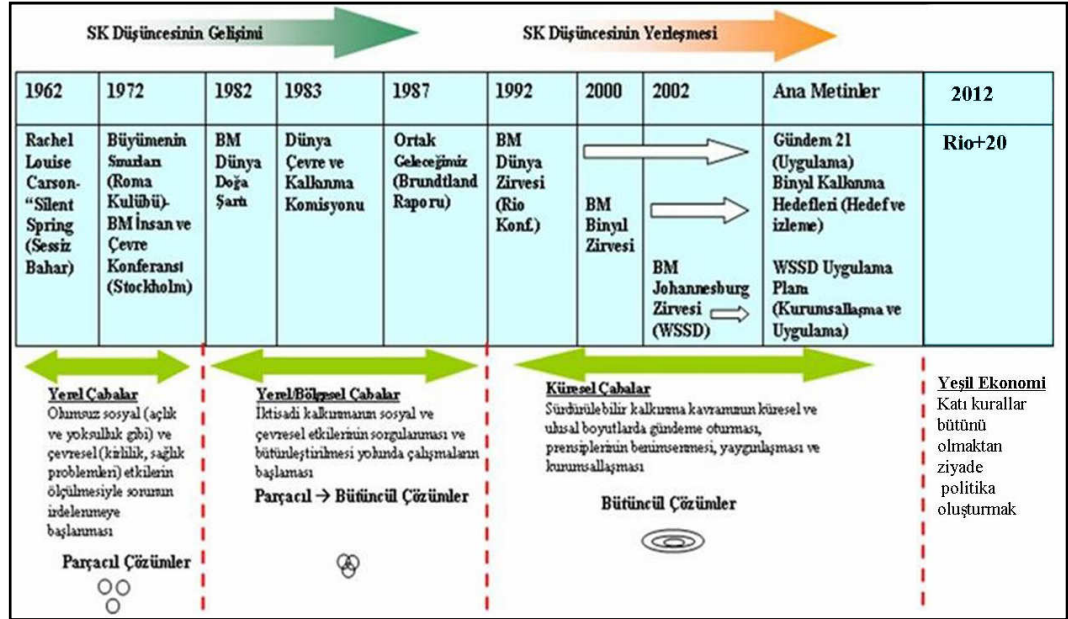 SK Düşüncesinin Gelişimi
SK Düşüncesinin Yerleşmesi
1962
1972
1982
1983
1987
1992
2000
2002
Ana Metinler
2012
Rachel
Louise
Carson-
“Silent
Spring
(Sessiz
Bahar)
Büyümenin
Sınırları
(Roma
Kulübü)-
BM İnsan ve
Çevre
Konferansı
(Stockholm)
BM
Dünya
Doğa
Şartı
Dünya
Çevre ve
Kalkınma
Komisyonu
Ortak
Geleceğimiz
(Brundtland
Raporu)
BM
Dünya
Zirvesi
(Rio
Konf.)
BM
Binyıl
Zirvesi
BM
Johannesburg
Zirvesi
(WSSD)
Gündem 21
(Uygulama)
Binyıl Kalkınma
Hedefleri (Hedef ve
izleme)
WSSD Uygulama
Planı
(Kurumsallaşma ve
Uygulama)
Rio+20
Yerel Çabalar
Olumsuz sosyal (açlık
ve yoksulluk gibi) ve
çevresel (kirlilik, sağlık
problemleri) etkilerin
ölçülmesiyle sorunun
irdelenmeye
başlanması
Parçacıl Çözümler
Yerel/Bölgesel Çabalar
İktisadi kalkınmanın sosyal ve
çevresel etkilerinin sorgulanması ve
bütünleştirilmesi yolunda çalışmaların
başlaması
Parçacıl → Bütüncül Çözümler
Küresel Çabalar
Sürdürülebilir kalkınma kavramının küresel ve
ulusal boyutlarda gündeme oturması,
prensiplerinin benimsenmesi, yaygınlaşması ve
kurumsallaşması
Bütüncül Çözümler
Yeşil Ekonomi
Katı kurallar
bütünü
olmaktan
ziyade
politika
oluşturmak